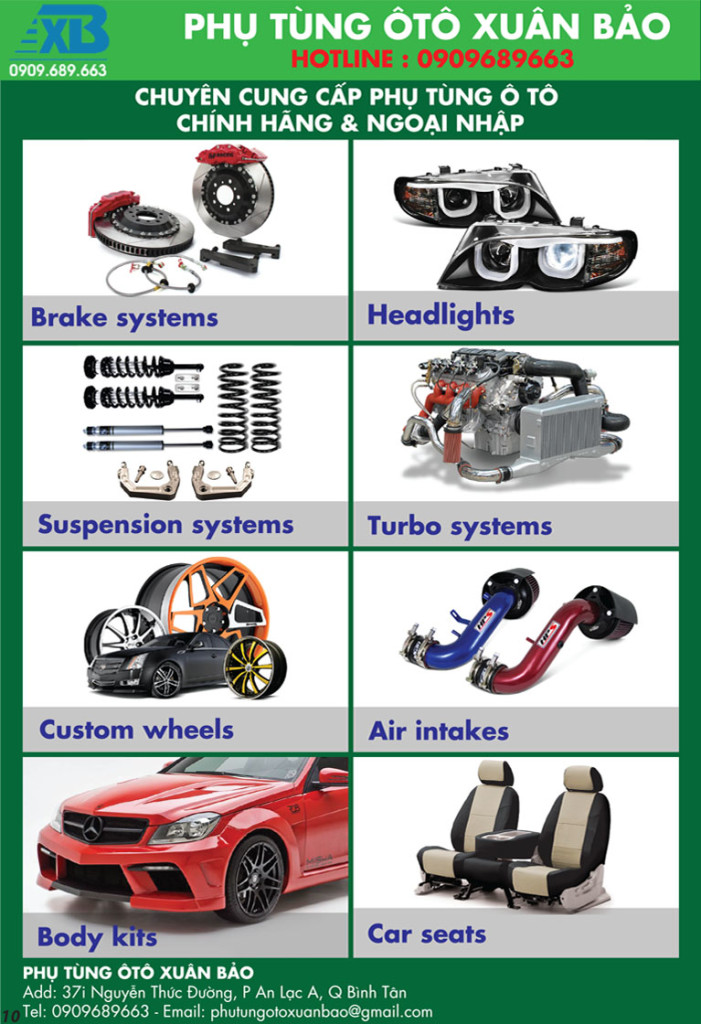 XB
0909.689.663
PHỤ TÙNG ÔTÔ XUÂN BẢO
HOTLINE : 0909689663
CHUYÊN CUNG CẤP PHỤ TÙNG Ô TÔ
CHÍNH HÃNG & NGOẠI NHẬP
Brake systems
Headlights
Suspension systems
Turbo systems
HPS
HPS
Custom wheels
Air intakes
Body kits
Car seats
PHỤ TÙNG ÔTÔ XUÂN BẢO
Add: 37i Nguyễn Thức Đường, P An Lạc A, Q Bình Tân
Tel: 0909689663 - Email: phutungotoxuanbao@gmail.com
10